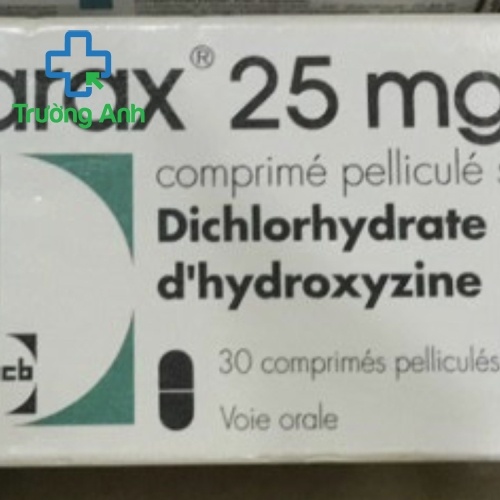 arax® 25 mg
Trường Anh
comprimé pelliculé s
Dichlorhydrate
d'hydroxyzine
30 comprimés pelliculés
cb
Voie orale